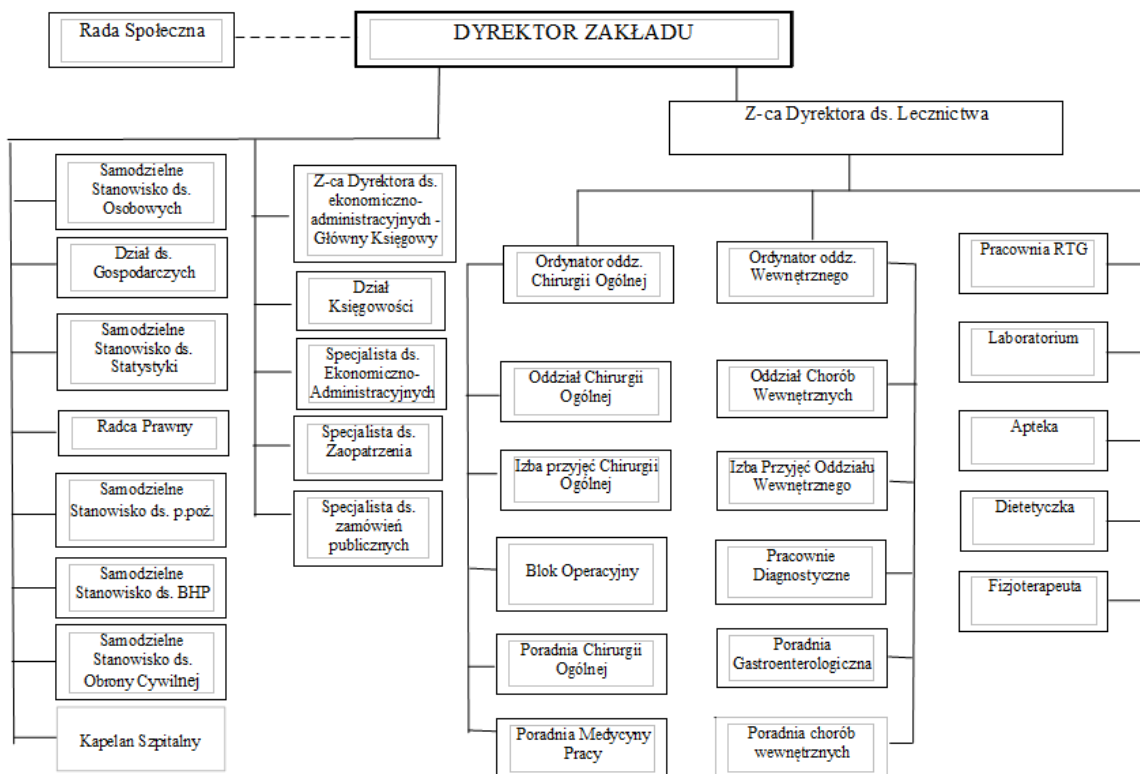 Rada Społeczna
DYREKTOR ZAKŁADU
Z-ca Dyrektora ds. Lecznictwa
Samodzielne
Stanowisko ds.
Osobowych
Dział ds.
Gospodarczych
Samodzielne
Stanowisko ds.
Statystyki
Radca Prawny
Samodzielne
Stanowisko ds. p.poż.
Samodzielne
Stanowisko ds. BHP
Samodzielne
Stanowisko ds.
Obrony Cywilnej
Kapelan Szpitalny
Z-ca Dyrektora ds.
ekonomiczno-
administracyjnych -
Główny Księgowy
Dział
Księgowości
Specjalista ds.
Ekonomiczno-
Administracyjnych
Specjalista ds.
Zaopatrzenia
Specjalista ds.
zamówień
publicznych
Ordynator oddz.
Chirurgii Ogólnej
Oddział Chirurgii
Ogólnej
Izba przyjęć Chirurgii
Ogólnej
Blok Operacyjny
Poradnia Chirurgii
Ogólnej
Poradnia Medycyny
Pracy
Ordynator oddz.
Wewnętrznego
Oddział Chorób
Wewnętrznych
Izba Przyjęć Oddziału
Wewnętrznego
Pracownie
Diagnostyczne
Poradnia
Gastroenterologiczna
Poradnia chorób
wewnętrznych
Pracownia RTG
Laboratorium
Apteka
Dietetyczka
Fizjoterapeuta